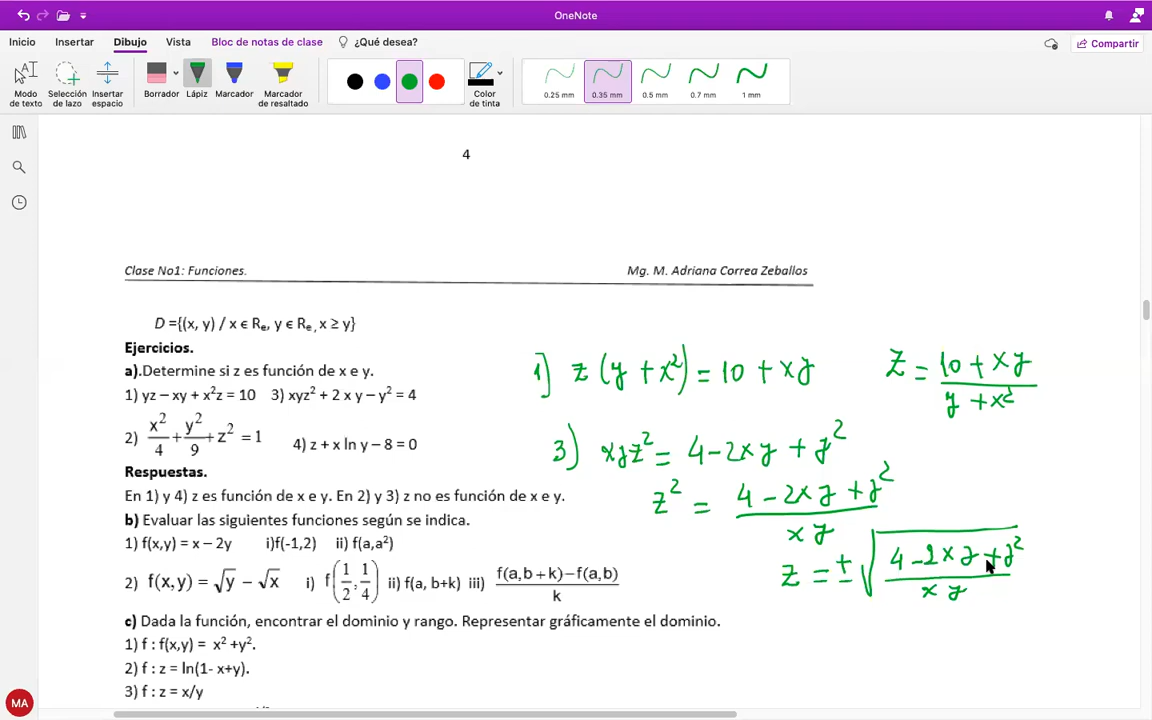 OneNote
Inicio Insertar Dibujo Vista Bloc de notas de clase ¿Qué desea? Compartir
Modo de texto Selección de lazo Insertar espacio Borrador Lápiz Marcador Marcador de resaltado Color de tinta 0.25 mm 0.35 mm 0.5 mm 0.7 mm 1 mm
4
Clase No1: Funciones. Mg. M. Adriana Correa Zeballos
D ={(x, y) / x ϵ Rₑ, y ϵ Rₑ , x ≥ y}
Ejercicios.
a).Determine si z es función de x e y.
1) yz – xy + x²z = 10 3) xyz² + 2 x y – y² = 4
2) x²/4 + y²/9 + z² = 1 4) z + x ln y – 8 = 0
Respuestas.
En 1) y 4) z es función de x e y. En 2) y 3) z no es función de x e y.
b) Evaluar las siguientes funciones según se indica.
1) f(x,y) = x – 2y i)f(-1,2) ii) f(a,a²)
2) f(x,y) = √y – √x i) f(1/2, 1/4) ii) f(a, b+k) iii) f(a,b+k)–f(a,b)/k
c) Dada la función, encontrar el dominio y rango. Representar gráficamente el dominio.
1) f : f(x,y) = x² +y².
2) f : z = ln(1- x+y).
3) f : z = x/y
1) z (y + x²) = 10 + xy z = 10 + xy / y + x²
3) xyz² = 4 - 2xy + y²
z² = 4 - 2xy + y² / xy
z = ± √(4 - 2xy + y² / xy)
MA